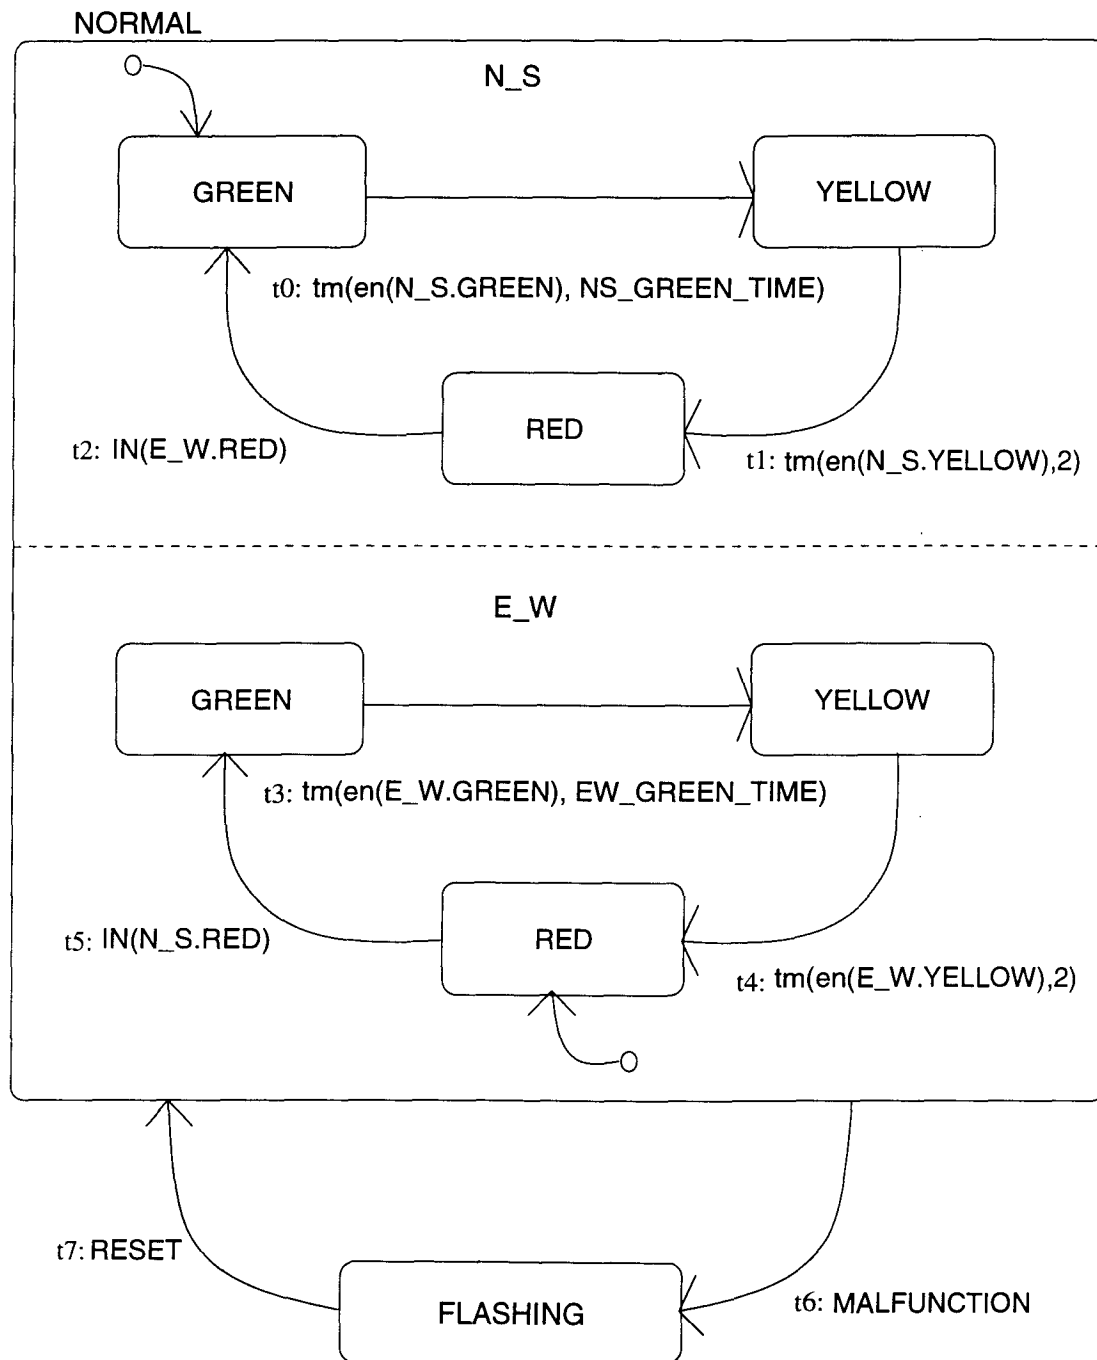 NORMAL
N_S
GREEN
YELLOW
t0: tm(en(N_S.GREEN), NS_GREEN_TIME)
RED
t2: IN(E_W.RED)
t1: tm(en(N_S.YELLOW),2)
E_W
GREEN
YELLOW
t3: tm(en(E_W.GREEN), EW_GREEN_TIME)
RED
t5: IN(N_S.RED)
t4: tm(en(E_W.YELLOW),2)
t7: RESET
FLASHING
t6: MALFUNCTION